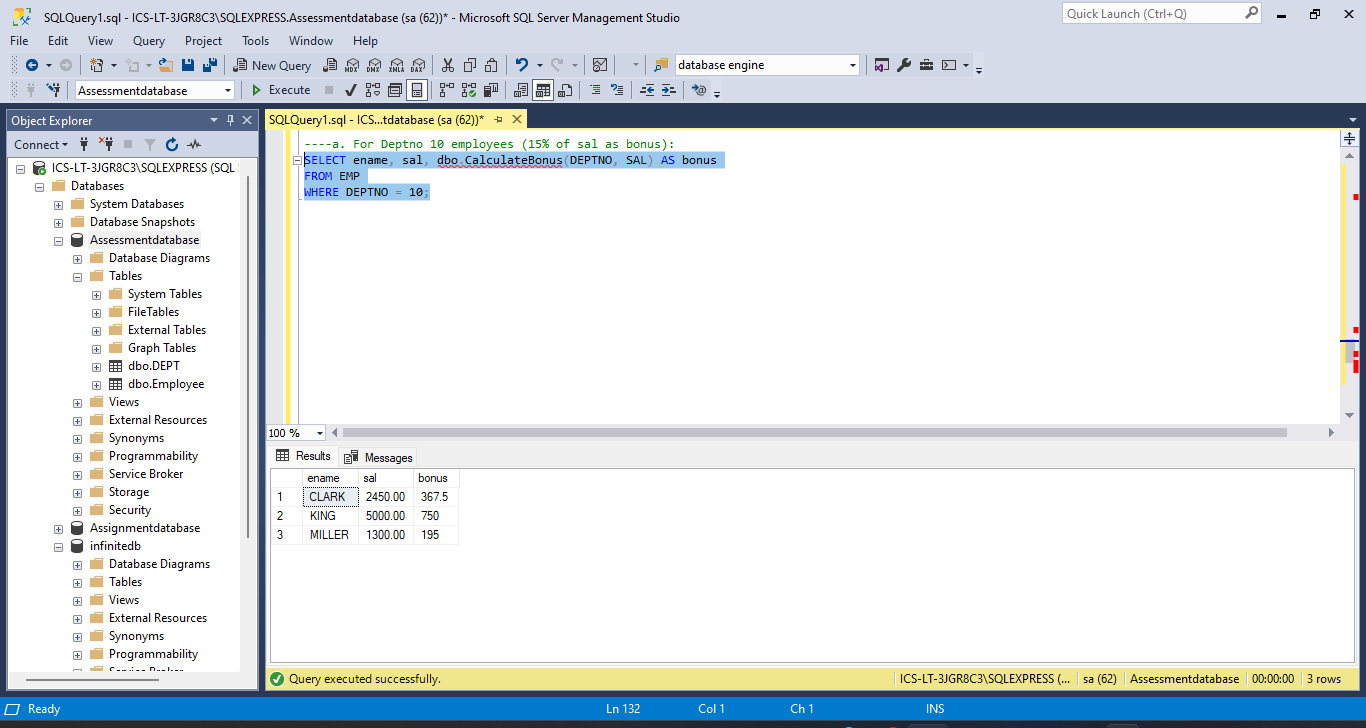 SQLQuery1.sql - ICS-LT-3JGR8C3\SQLEXPRESS.Assessmentdatabase (sa (62))* - Microsoft SQL Server Management Studio
Quick Launch (Ctrl+Q)
File Edit View Query Project Tools Window Help
New Query MDX DMX XMLA DAX database engine
Assessmentdatabase Execute
Object Explorer
Connect
ICS-LT-3JGR8C3\SQLEXPRESS (SQL
Databases
System Databases
Database Snapshots
Assessmentdatabase
Database Diagrams
Tables
System Tables
FileTables
External Tables
Graph Tables
dbo.DEPT
dbo.Employee
Views
External Resources
Synonyms
Programmability
Service Broker
Storage
Security
Assignmentdatabase
infinitedb
Database Diagrams
Tables
Views
External Resources
Synonyms
Programmability
Service Broker
SQLQuery1.sql - ICS...tdatabase (sa (62))*
----a. For Deptno 10 employees (15% of sal as bonus):
SELECT ename, sal, dbo.CalculateBonus(DEPTNO, SAL) AS bonus
FROM EMP
WHERE DEPTNO = 10;
100 %
Results Messages
ename sal bonus
1 CLARK 2450.00 367.5
2 KING 5000.00 750
3 MILLER 1300.00 195
Query executed successfully. ICS-LT-3JGR8C3\SQLEXPRESS (... sa (62) Assessmentdatabase 00:00:00 3 rows
Ready Ln 132 Col 1 Ch 1 INS